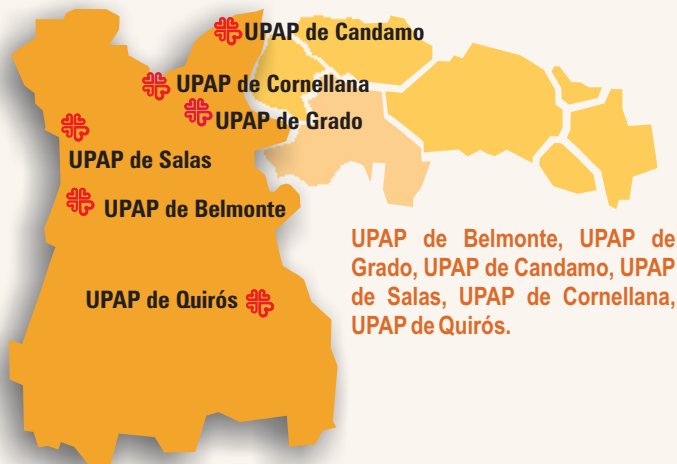 UPAP de Candamo
UPAP de Cornellana
UPAP de Grado
UPAP de Salas
UPAP de Belmonte
UPAP de Quirós
UPAP de Belmonte, UPAP de
Grado, UPAP de Candamo, UPAP
de Salas, UPAP de Cornellana,
UPAP de Quirós.